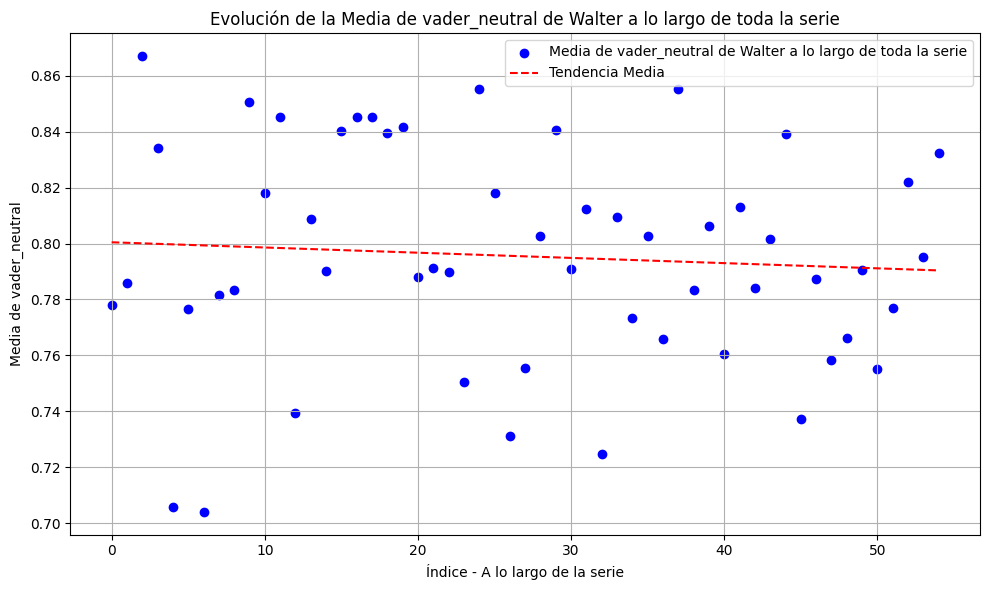 Evolución de la Media de vader_neutral de Walter a lo largo de toda la serie
Media de vader_neutral de Walter a lo largo de toda la serie
Tendencia Media
Media de vader_neutral
0.86
0.84
0.82
0.80
0.78
0.76
0.74
0.72
0.70
0 10 20 30 40 50
Índice - A lo largo de la serie